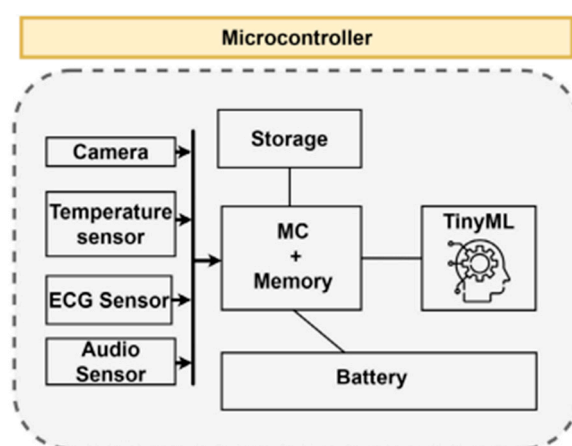 Microcontroller
Camera
Temperature
sensor
ECG Sensor
Audio
Sensor
Storage
MC
+
Memory
TinyML
Battery